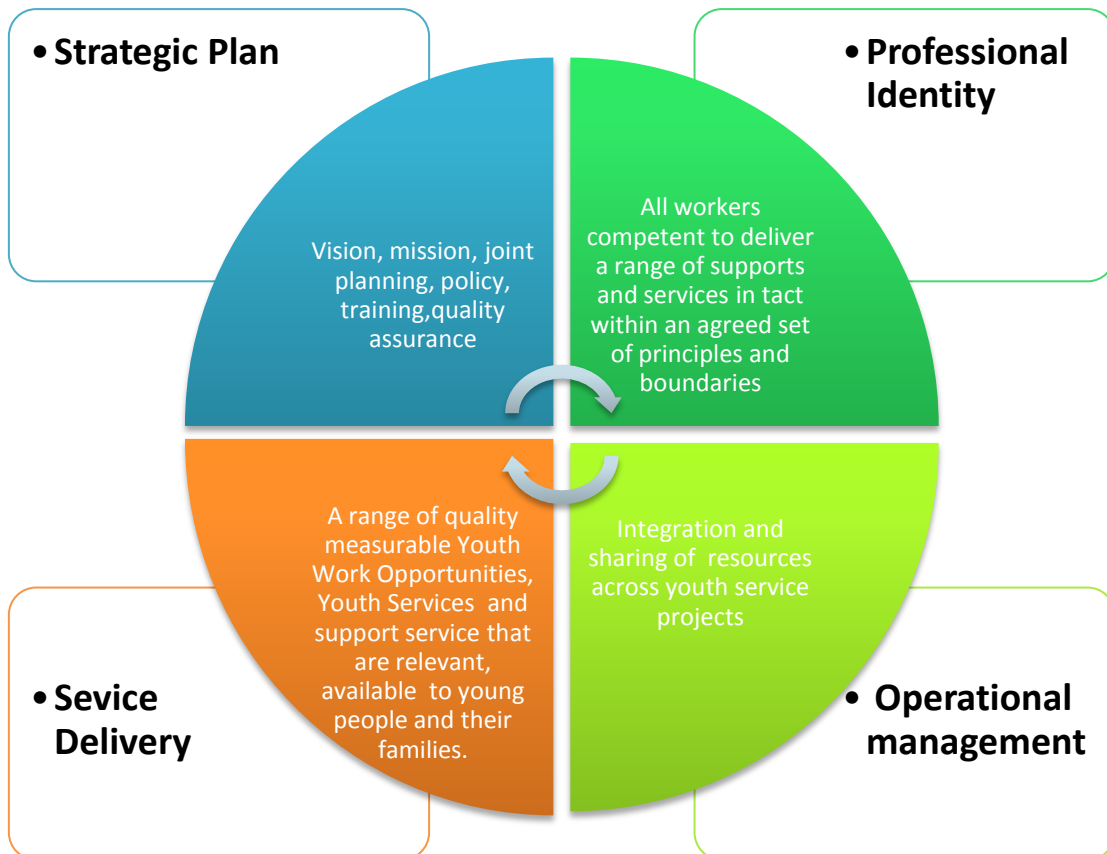 • Strategic Plan
• Professional
Identity
Vision, mission, joint
planning, policy,
training,quality
assurance
All workers
competent to deliver
a range of supports
and services in tact
within an agreed set
of principles and
boundaries
A range of quality
measurable Youth
Work Opportunities,
Youth Services and
support service that
are relevant,
available to young
people and their
families.
Integration and
sharing of resources
across youth service
projects
• Sevice
Delivery
• Operational
management